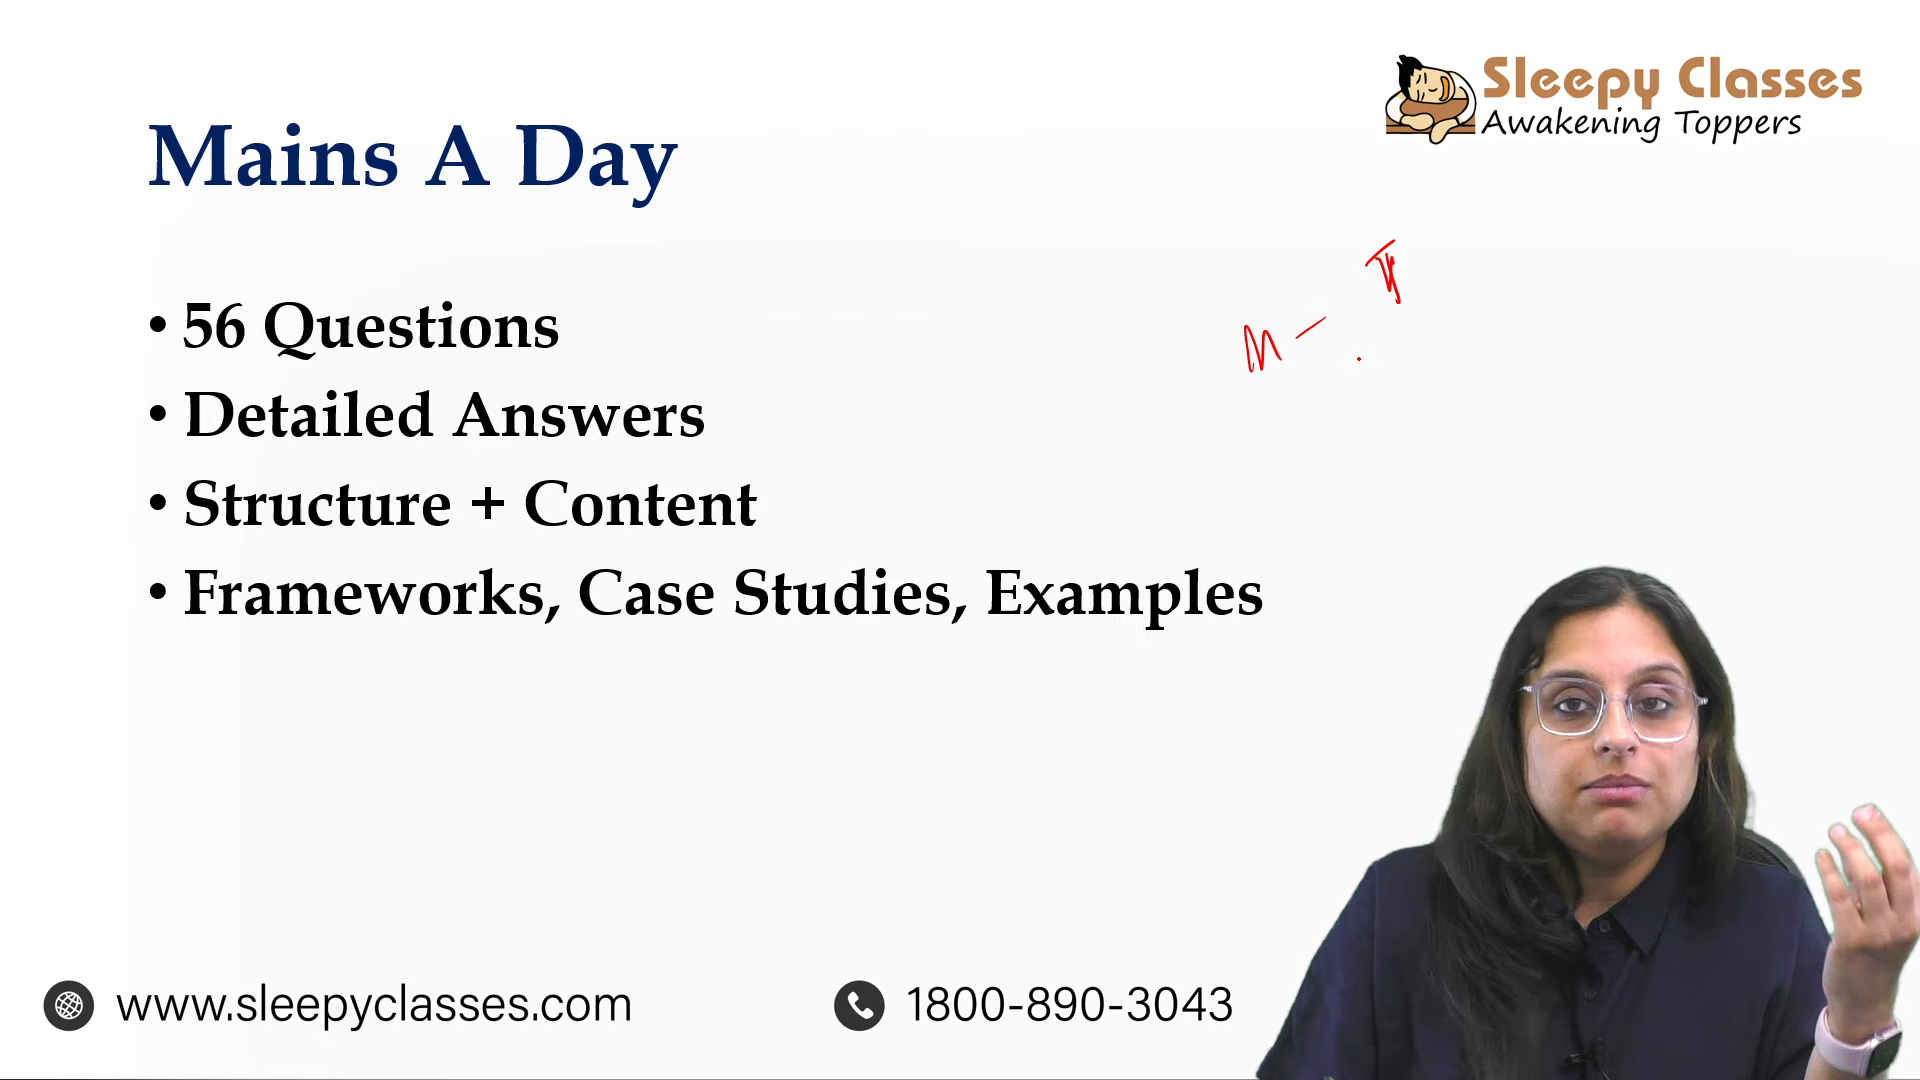 Sleepy Classes
Awakening Toppers
Mains A Day
• 56 Questions
• Detailed Answers
• Structure + Content
• Frameworks, Case Studies, Examples
M –
www.sleepyclasses.com
1800-890-3043